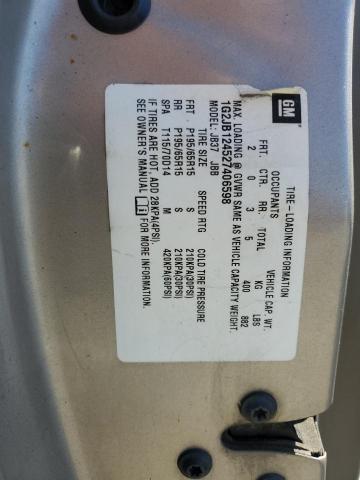 GM
TIRE-LOADING INFORMATION
OCCUPANTS VEHICLE CAP. WT.
FRT. CTR. RR. TOTAL KG LBS
2 0 3 5 400 882
MAX. LOADING @ GVWR SAME AS VEHICLE CAPACITY WEIGHT.
1G2JB124527406598
MODEL: JB37 JBB
TIRE SIZE SPEED RTG COLD TIRE PRESSURE
FRT P195/65R15 S 210KPA(30PSI)
RR P195/65R15 S 210KPA(30PSI)
SPA T115/70D14 M 420KPA(60PSI)
IF TIRES ARE HOT, ADD 28KPA(4PSI).
SEE OWNER'S MANUAL i FOR MORE INFORMATION.